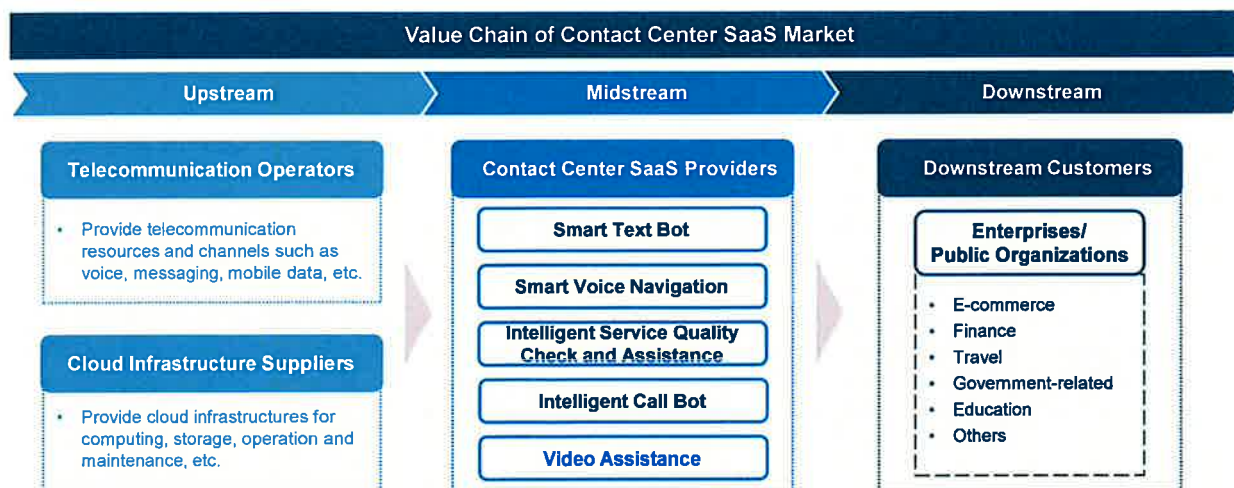 Value Chain of Contact Center SaaS Market
Upstream
Midstream
Downstream
Telecommunication Operators
• Provide telecommunication
resources and channels such as
voice, messaging, mobile data, etc.
Cloud Infrastructure Suppliers
• Provide cloud infrastructures for
computing, storage, operation and
maintenance, etc.
Contact Center SaaS Providers
Smart Text Bot
Smart Voice Navigation
Intelligent Service Quality
Check and Assistance
Intelligent Call Bot
Video Assistance
Downstream Customers
Enterprises/
Public Organizations
• E-commerce
• Finance
• Travel
• Government-related
• Education
• Others